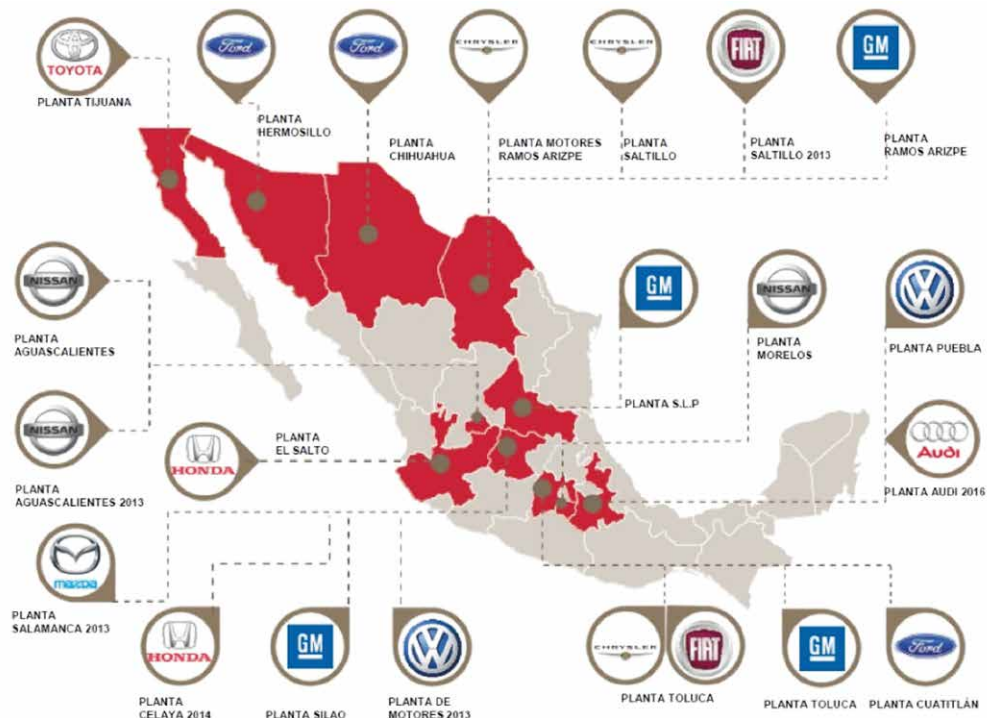 TOYOTA
PLANTA TIJUANA
Ford
PLANTA
HERMOSILLO
Ford
PLANTA
CHIHUAHUA
CHRYSLER
PLANTA MOTORES
RAMOS ARIZPE
CHRYSLER
PLANTA
SALTILLO
FIAT
PLANTA
SALTILLO 2013
GM
PLANTA
RAMOS ARIZPE
NISSAN
PLANTA
AGUASCALIENTES
GM
PLANTA S.L.P
NISSAN
PLANTA
MORELOS
PLANTA PUEBLA
NISSAN
PLANTA
AGUASCALIENTES 2013
HONDA
PLANTA
EL SALTO
Audi
PLANTA AUDI 2016
mazda
PLANTA
SALAMANCA 2013
HONDA
PLANTA
CELAYA 2014
GM
PLANTA SILAO
PLANTA DE
MOTORES 2013
CHRYSLER
FIAT
PLANTA TOLUCA
GM
PLANTA TOLUCA
Ford
PLANTA CUATITLÁN